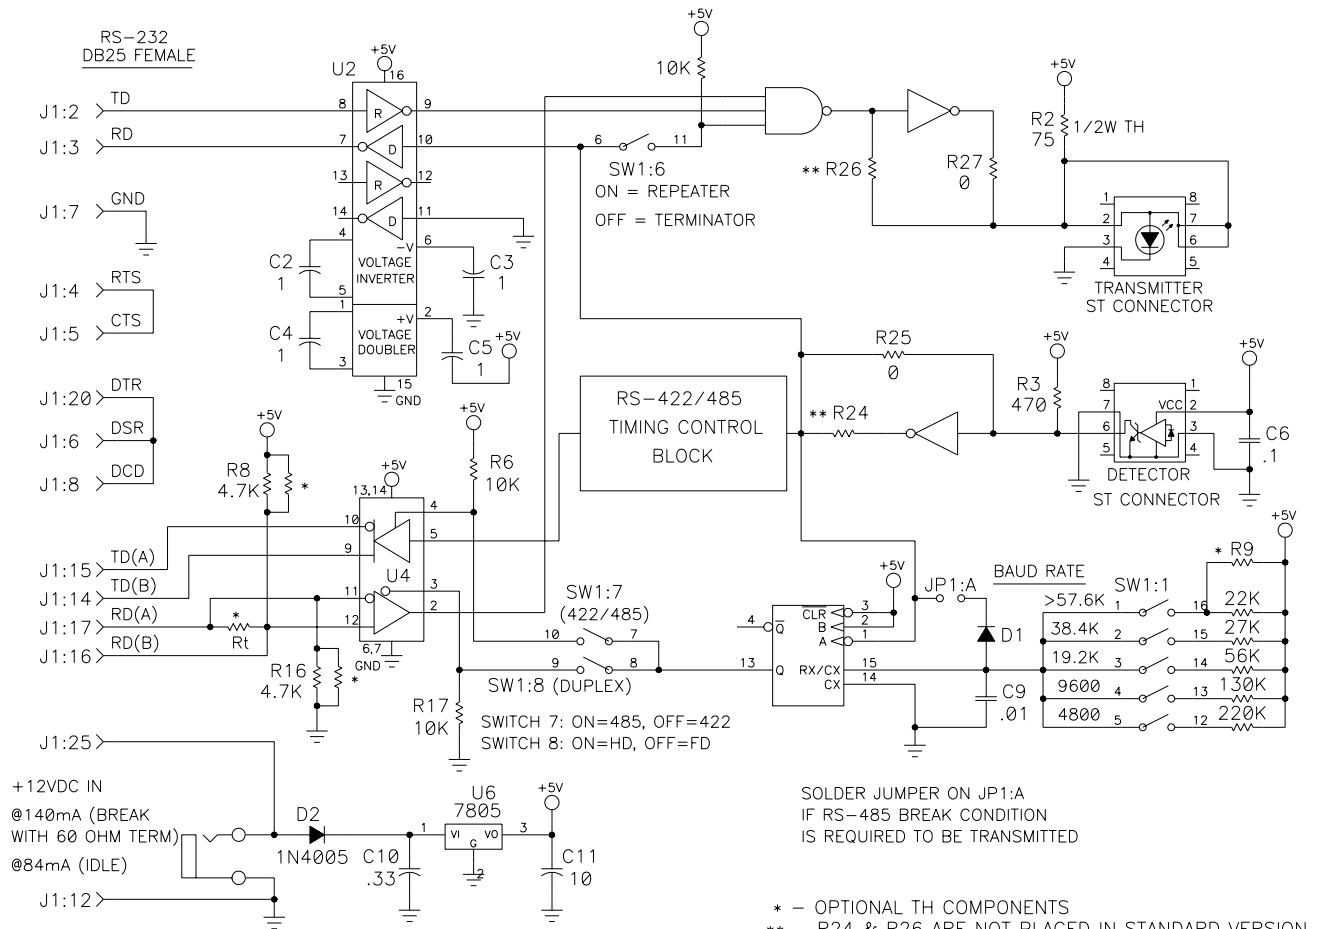 RS-232
DB25 FEMALE
J1:2 TD
J1:3 RD
J1:7 GND
J1:4 RTS
J1:5 CTS
J1:20 DTR
J1:6 DSR
J1:8 DCD
J1:15 TD(A)
J1:14 TD(B)
J1:17 RD(A)
J1:16 RD(B)
J1:25
J1:12
U2
+5V
16
8 R 9
7 D 10
13 R 12
14 D 11
4
-V 6
VOLTAGE
INVERTER
5
1
+V 2
VOLTAGE
DOUBLER
3
15
GND
C2
1
C4
1
C3
1
C5
1
+5V
+5V
10K
6 11
SW1:6
ON = REPEATER
OFF = TERMINATOR
** R26
R27
0
+5V
R2
75
1/2W TH
1 8
2 7
3 6
4 5
TRANSMITTER
ST CONNECTOR
R25
0
** R24
RS-422/485
TIMING CONTROL
BLOCK
+5V
R3
470
8 1
7 VCC 2
6 3
5 4
DETECTOR
ST CONNECTOR
+5V
C6
.1
+5V
R8
4.7K
*
+5V
13,14
10 4
9 5
U4
11 3
12 2
6,7
GND
+5V
R6
10K
*
Rt
R16
4.7K
*
R17
10K
SW1:7
(422/485)
10 7
9 8
SW1:8 (DUPLEX)
SWITCH 7: ON=485, OFF=422
SWITCH 8: ON=HD, OFF=FD
+5V
4 Q CLR 3
B 2
A 1
13 Q RX/CX 15
CX 14
JP1:A
D1
C9
.01
BAUD RATE SW1:1
+5V
* R9
>57.6K 1 16 22K
38.4K 2 15 27K
19.2K 3 14 56K
9600 4 13 130K
4800 5 12 220K
SOLDER JUMPER ON JP1:A
IF RS-485 BREAK CONDITION
IS REQUIRED TO BE TRANSMITTED
+12VDC IN
@140mA (BREAK
WITH 60 OHM TERM)
@84mA (IDLE)
D2
1N4005
C10
.33
U6
7805
1 VI VO 3
G
2
+5V
C11
10
* - OPTIONAL TH COMPONENTS
** - R24 & R26 ARE NOT PLACED IN STANDARD VERSION